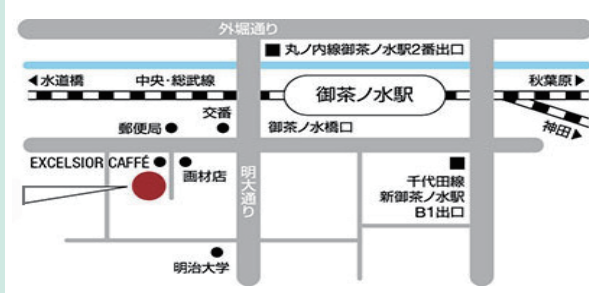 外堀通り
丸ノ内線御茶ノ水駅2番出口
水道橋
中央・総武線
御茶ノ水駅
秋葉原
神田
交番
郵便局
御茶ノ水橋口
EXCELSIOR CAFFÉ
画材店
明大通り
千代田線
新御茶ノ水駅
B1出口
明治大学